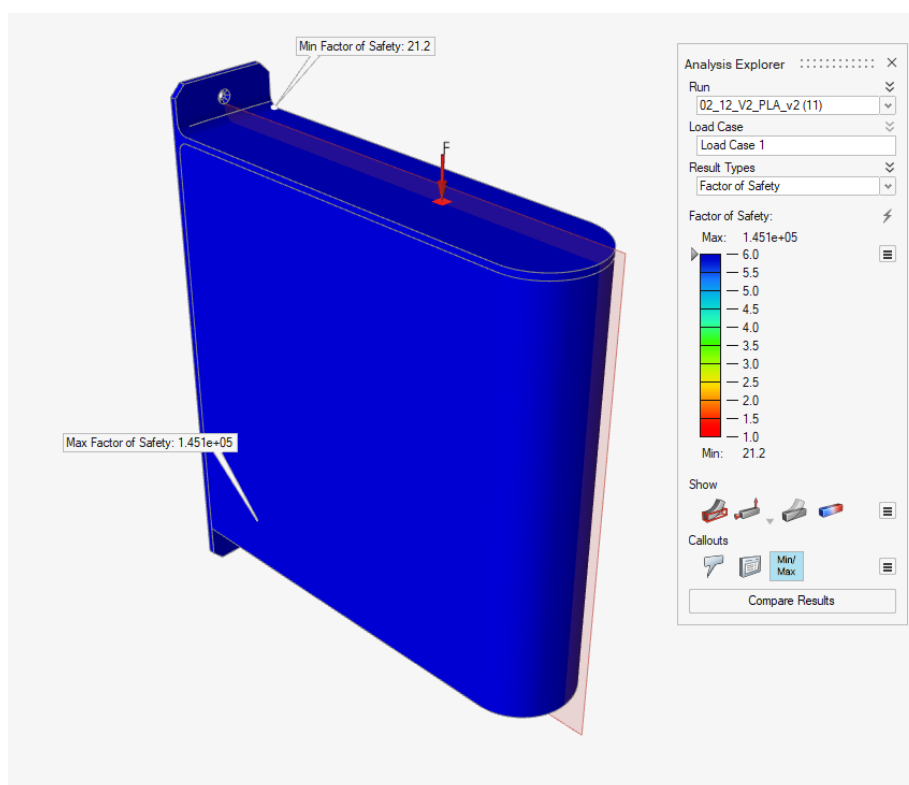 Min Factor of Safety: 21.2
F
Max Factor of Safety: 1.451e+05
Analysis Explorer
Run
02_12_V2_PLA_v2 (11)
Load Case
Load Case 1
Result Types
Factor of Safety
Factor of Safety:
Max: 1.451e+05
6.0
5.5
5.0
4.5
4.0
3.5
3.0
2.5
2.0
1.5
1.0
Min: 21.2
Show
Callouts
Min/
Max
Compare Results